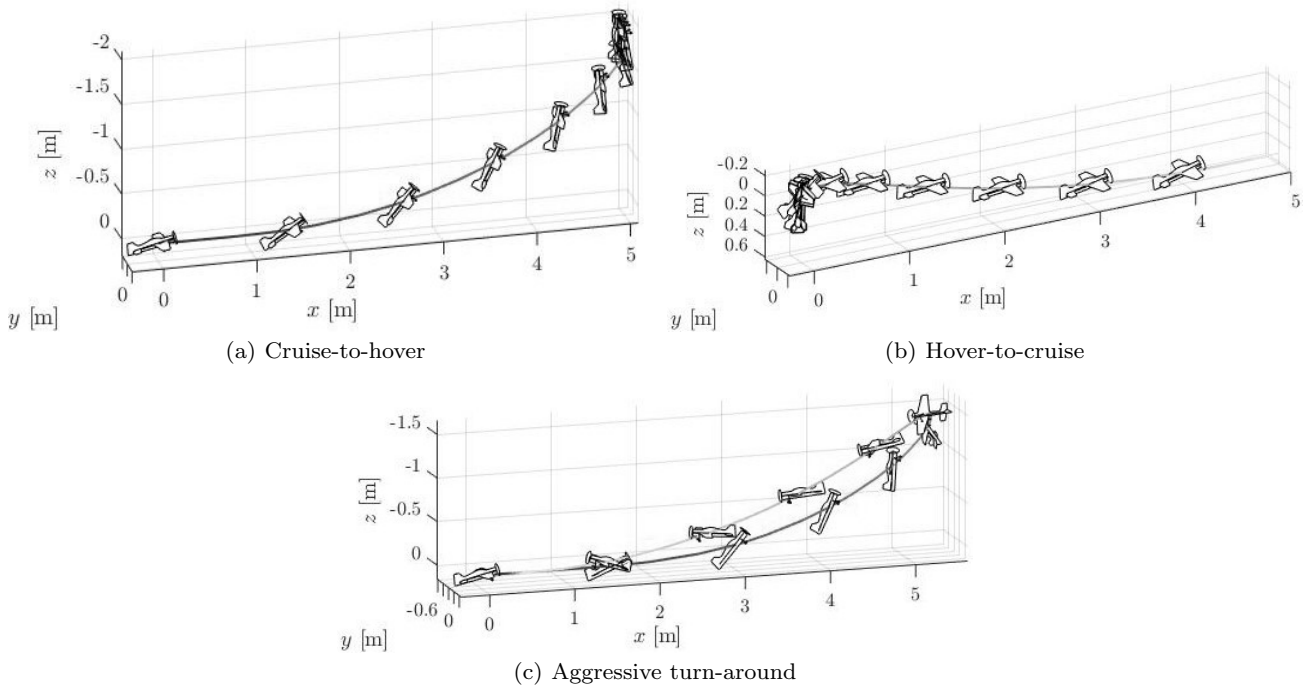 -2
-1.5
-1
-0.5
0
z [m]
0 0 1 2 3 4 5
y [m]
x [m]
(a) Cruise-to-hover
-0.2
0
0.2
0.4
0.6
z [m]
0 0 1 2 3 4 5
y [m]
x [m]
(b) Hover-to-cruise
-1.5
-1
-0.5
0
z [m]
-0.6 0 0 1 2 3 4 5
y [m]
x [m]
(c) Aggressive turn-around